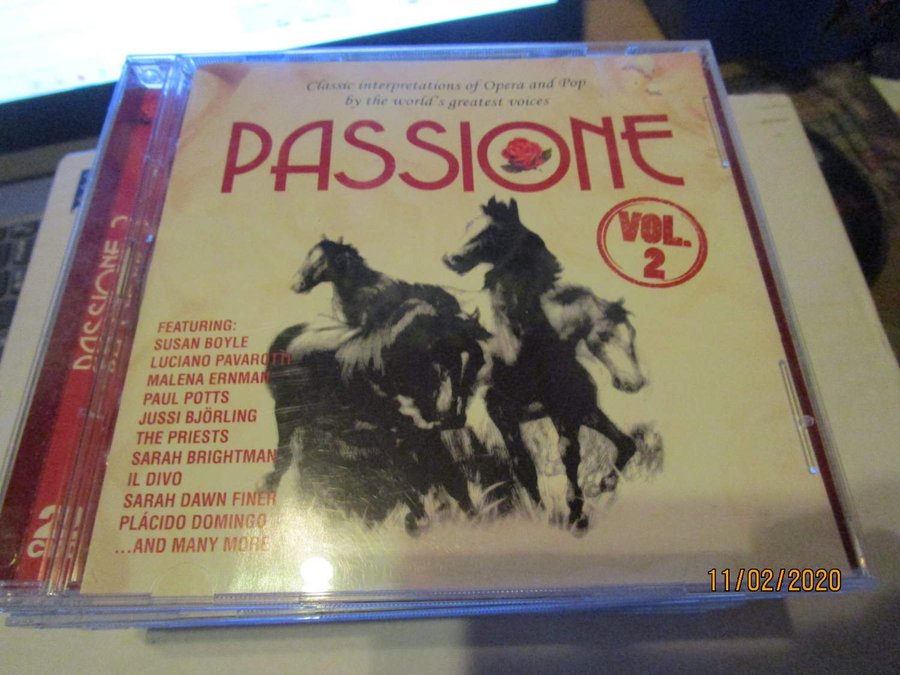 Classic interpretations of Opera and Pop
by the world's greatest voices
PASSIONE
VOL.
2
FEATURING:
SUSAN BOYLE
LUCIANO PAVAROTTI
MALENA ERNMAN
PAUL POTTS
JUSSI BJÖRLING
THE PRIESTS
SARAH BRIGHTMAN
IL DIVO
SARAH DAWN FINER
PLÁCIDO DOMINGO
...AND MANY MORE
PASSIONE 2
11/02/2020